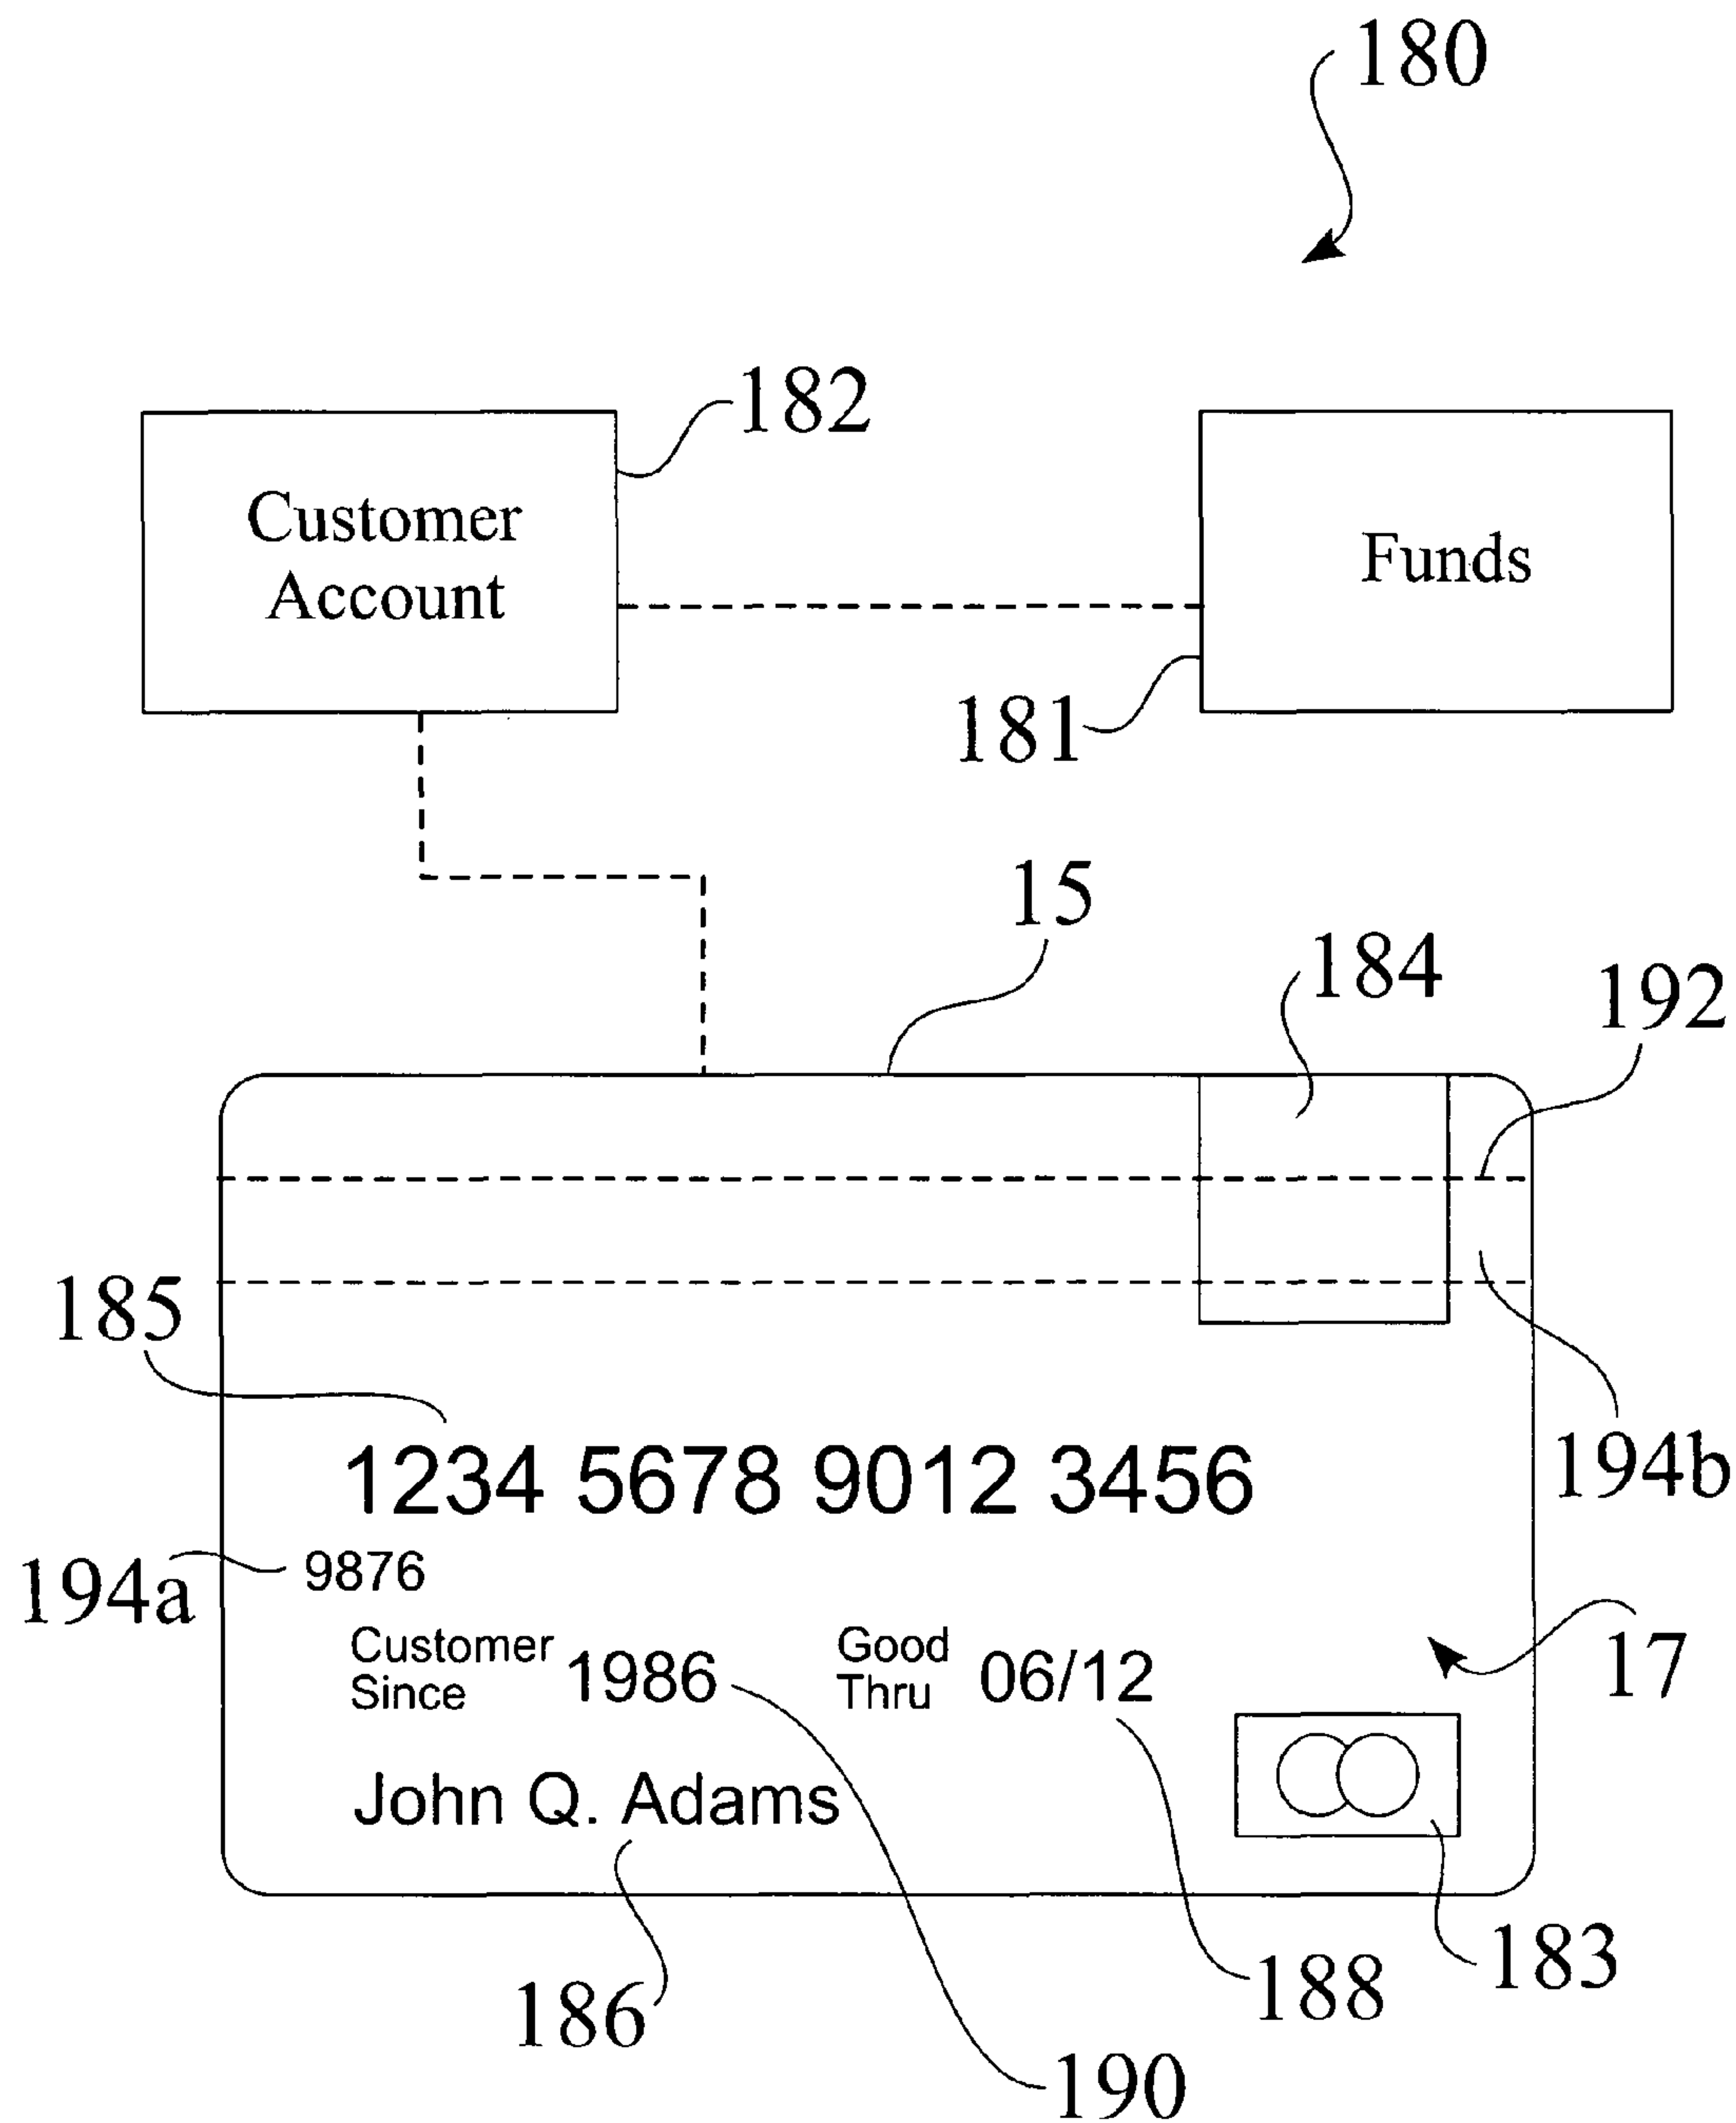 180
182
Customer
Account
Funds
181
15
184
192
185
194b
1234 5678 9012 3456
194a
9876
Customer
Since
1986
Good
Thru
06/12
17
John Q. Adams
183
188
186
190